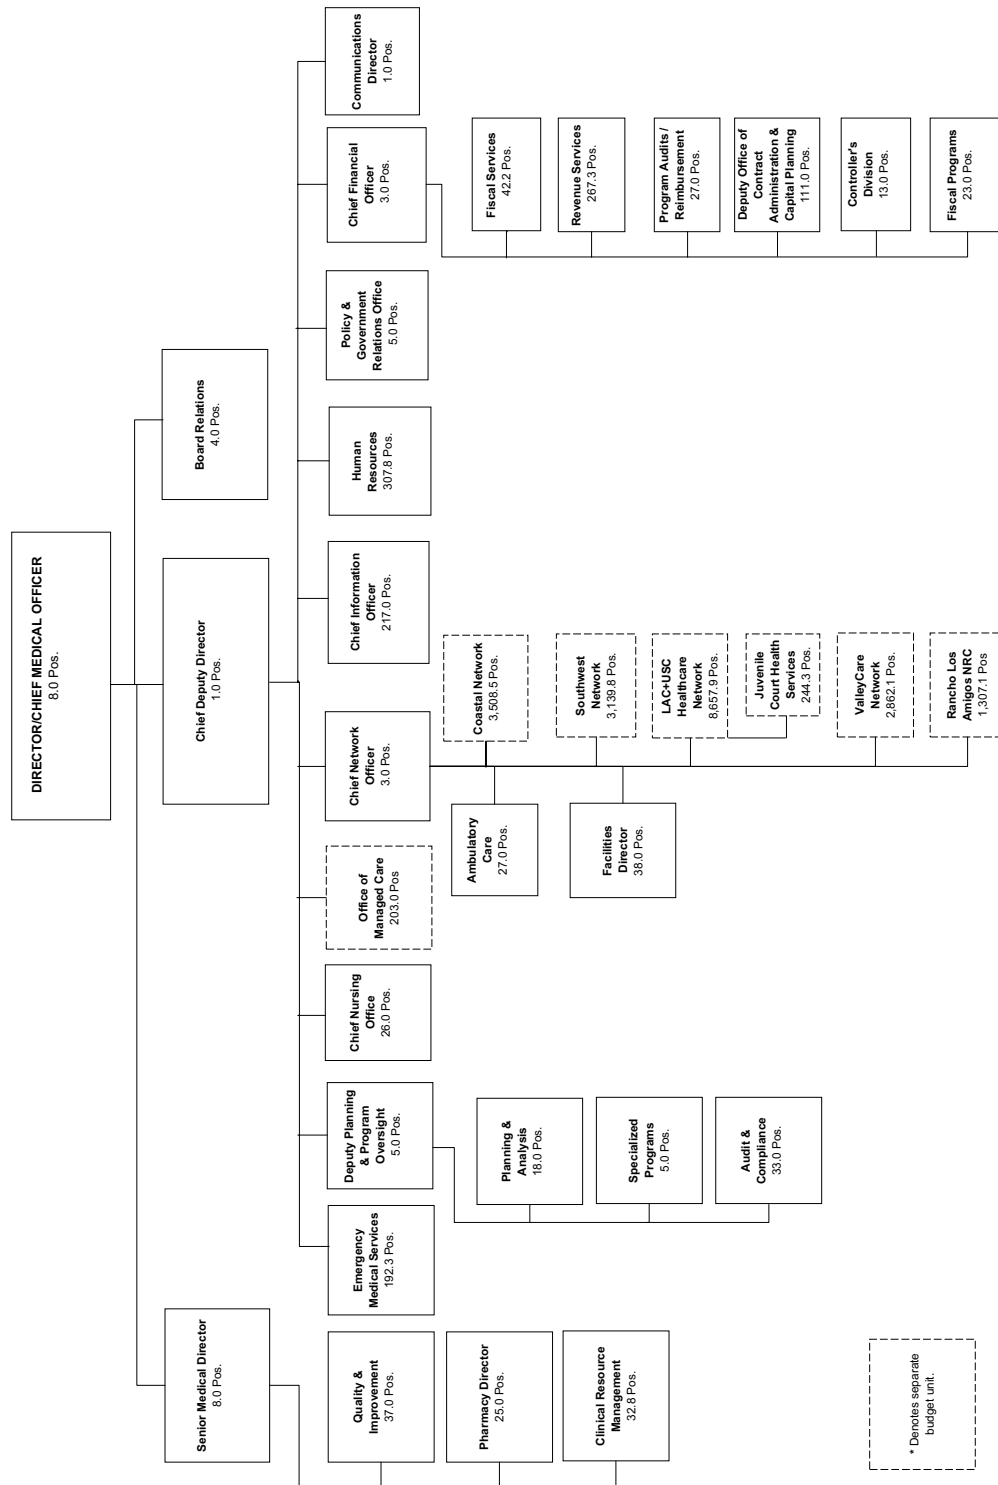 DIRECTOR/CHIEF MEDICAL OFFICER
8.0 Pos.
Senior Medical Director
8.0 Pos.
Chief Deputy Director
1.0 Pos.
Board Relations
4.0 Pos.
Quality &
Improvement
37.0 Pos.
Pharmacy Director
25.0 Pos.
Clinical Resource
Management
32.8 Pos.
Emergency
Medical Services
192.3 Pos.
Deputy Planning
& Program
Oversight
5.0 Pos.
Planning &
Analysis
18.0 Pos.
Specialized
Programs
5.0 Pos.
Audit &
Compliance
33.0 Pos.
Chief Nursing
Office
26.0 Pos.
Office of
Managed Care
203.0 Pos
Chief Network
Officer
3.0 Pos.
Ambulatory
Care
27.0 Pos.
Facilities
Director
38.0 Pos.
Coastal Network
3,508.5 Pos.
Southwest
Network
3,139.8 Pos.
LAC+USC
Healthcare
Network
8,657.9 Pos.
Juvenile
Court Health
Services
244.3 Pos.
ValleyCare
Network
2,862.1 Pos.
Rancho Los
Amigos NRC
1,307.1 Pos
Chief Information
Officer
217.0 Pos.
Human
Resources
307.8 Pos.
Policy &
Government
Relations Office
5.0 Pos.
Chief Financial
Officer
3.0 Pos.
Fiscal Services
42.2 Pos.
Revenue Services
267.3 Pos.
Program Audits /
Reimbursement
27.0 Pos.
Deputy Office of
Contract
Administration &
Capital Planning
111.0 Pos.
Controller's
Division
13.0 Pos.
Fiscal Programs
23.0 Pos.
Communications
Director
1.0 Pos.
* Denotes separate
budget unit.